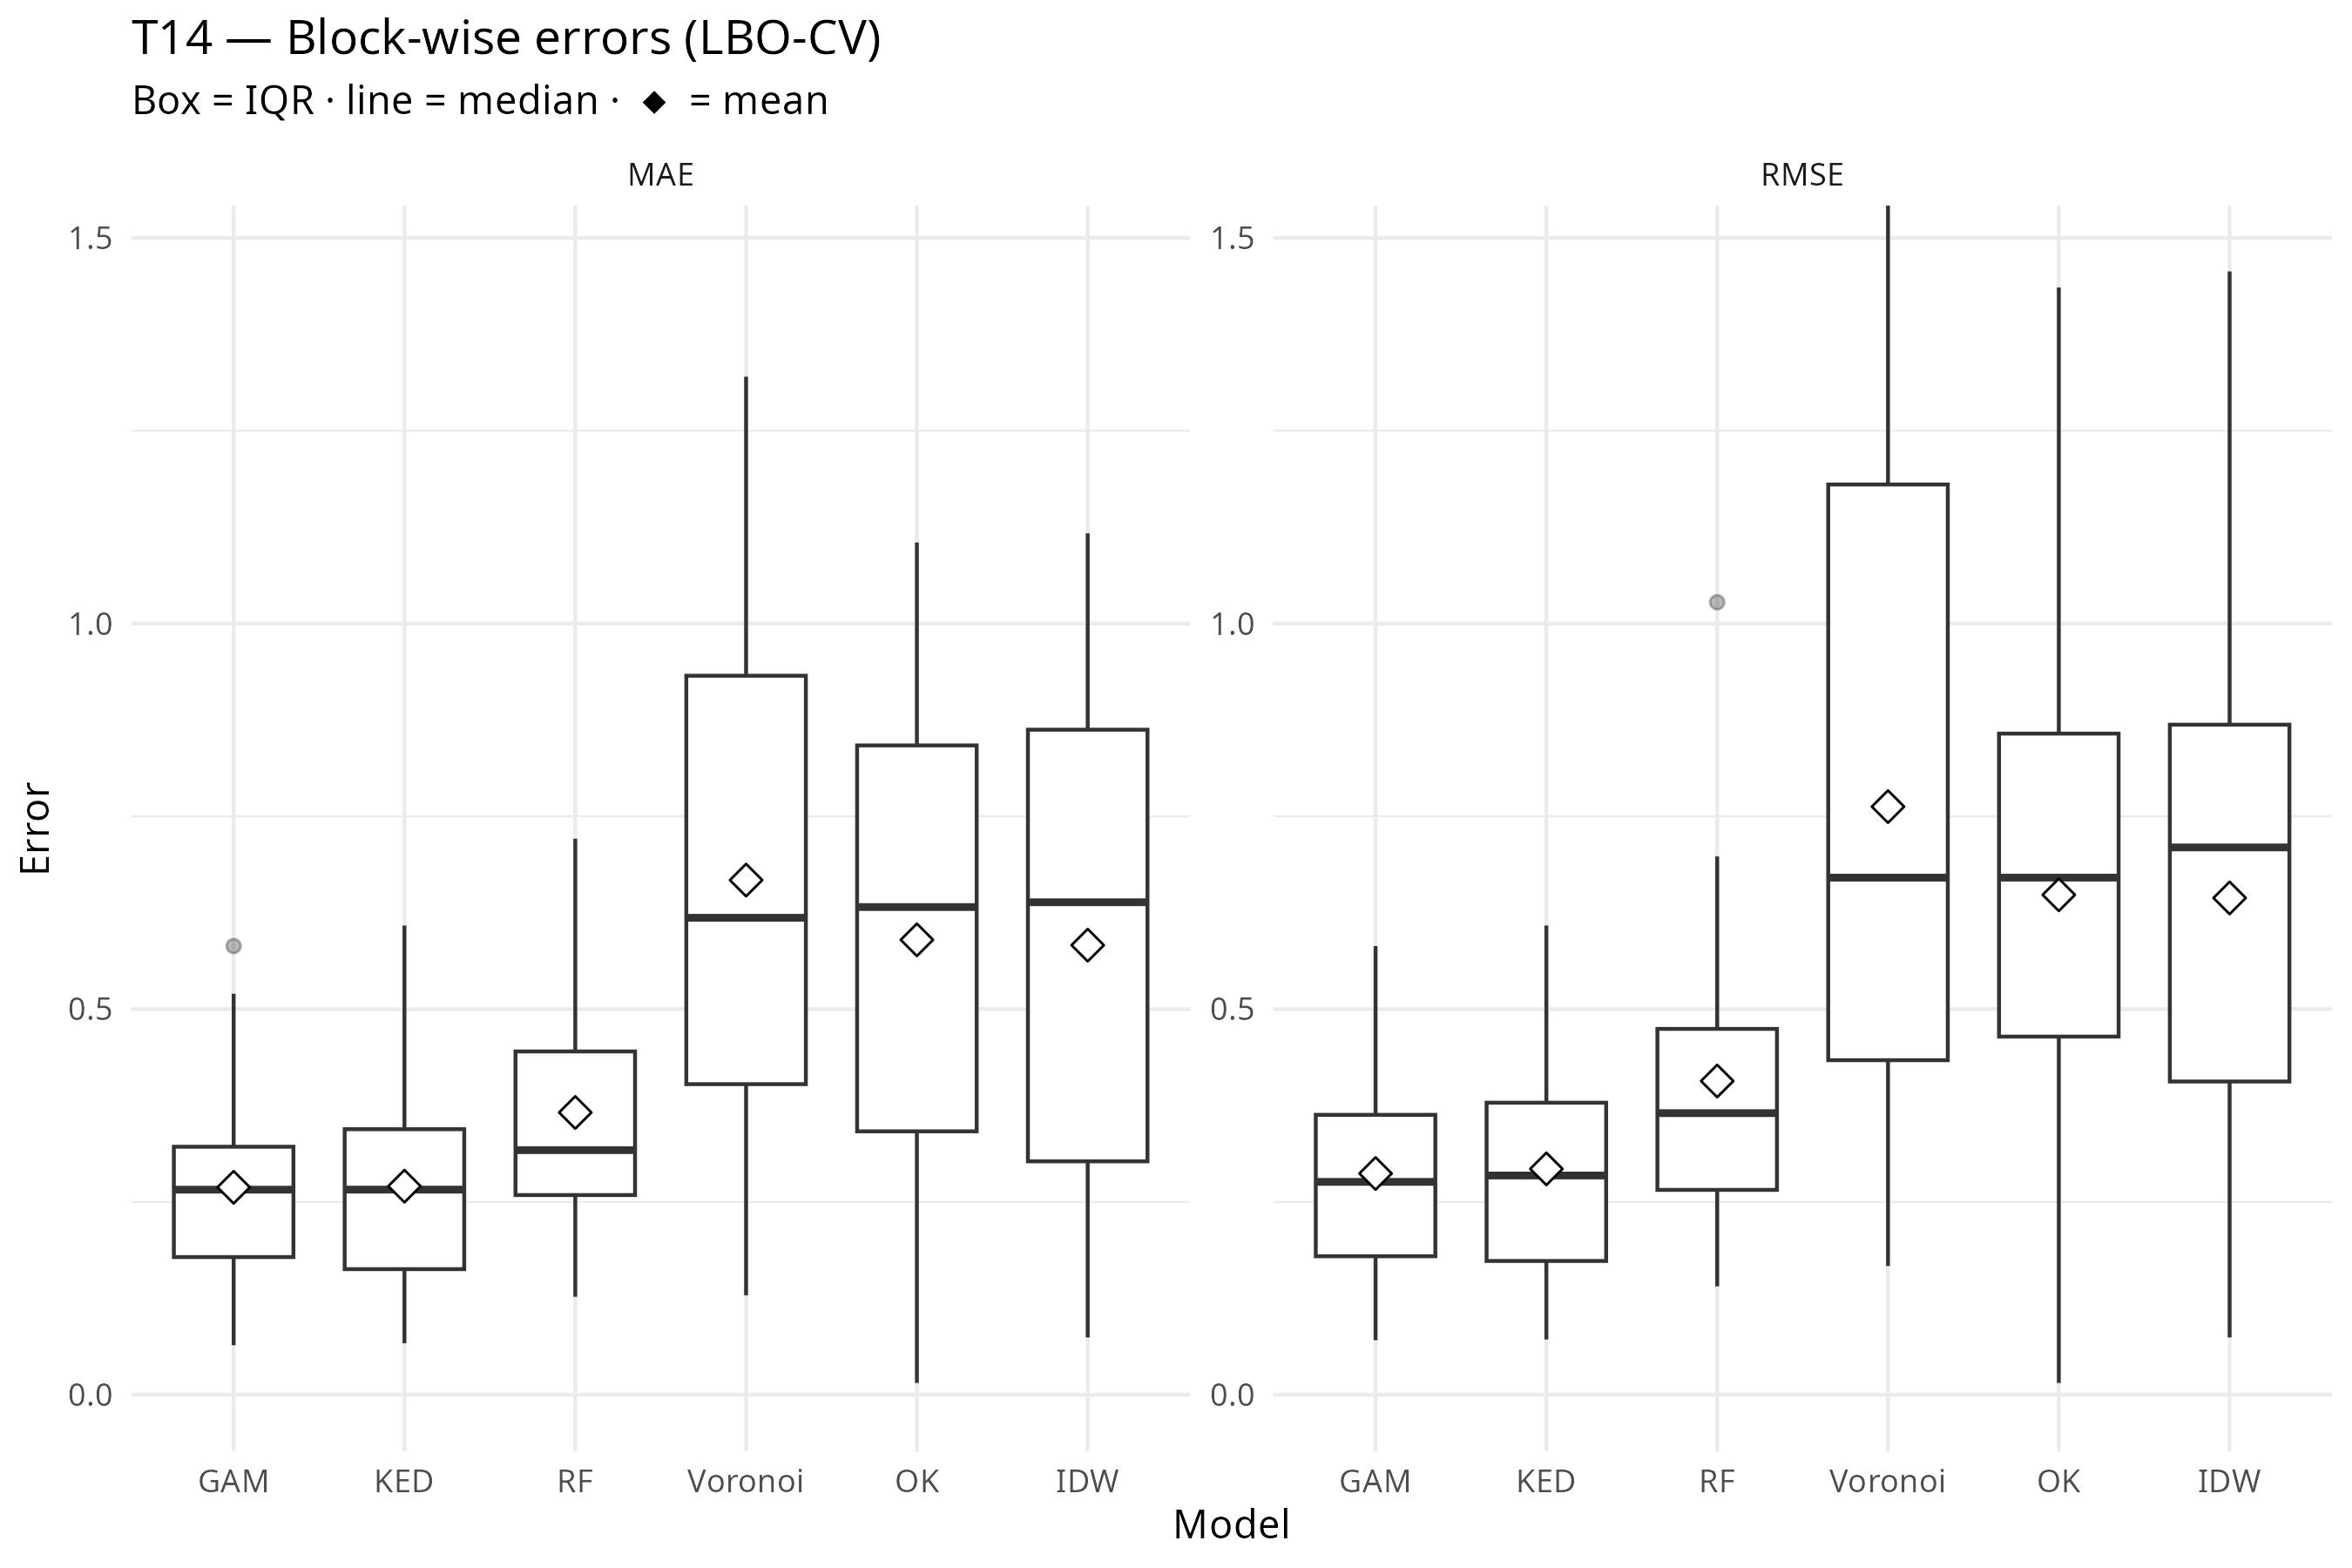 T14 — Block-wise errors (LBO-CV)
Box = IQR · line = median · ◆ = mean
MAE
RMSE
Error
1.5
1.0
0.5
0.0
1.5
1.0
0.5
0.0
GAM KED RF Voronoi OK IDW
GAM KED RF Voronoi OK IDW
Model